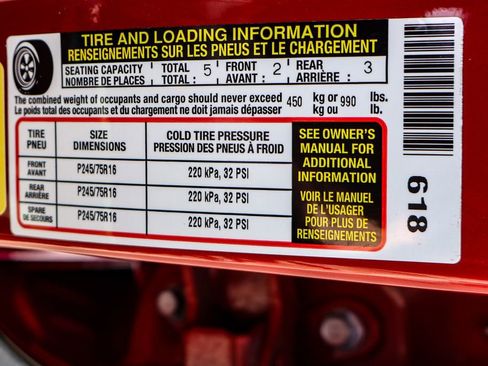 TIRE AND LOADING INFORMATION
RENSEIGNEMENTS SUR LES PNEUS ET LE CHARGEMENT
SEATING CAPACITY TOTAL : 5 FRONT : 2 REAR : 3
NOMBRE DE PLACES TOTAL : AVANT : ARRIÈRE :
The combined weight of occupants and cargo should never exceed 450 kg or 990 lbs.
Le poids total des occupants et du chargement ne doit jamais dépasser kg ou lb.
TIRE SIZE COLD TIRE PRESSURE
PNEU DIMENSIONS PRESSION DES PNEUS À FROID
FRONT
AVANT P245/75R16 220 kPa, 32 PSI
REAR
ARRIÈRE P245/75R16 220 kPa, 32 PSI
SPARE
DE SECOURS P245/75R16 220 kPa, 32 PSI
SEE OWNER'S
MANUAL FOR
ADDITIONAL
INFORMATION
VOIR LE MANUEL
DE L'USAGER
POUR PLUS DE
RENSEIGNEMENTS
618